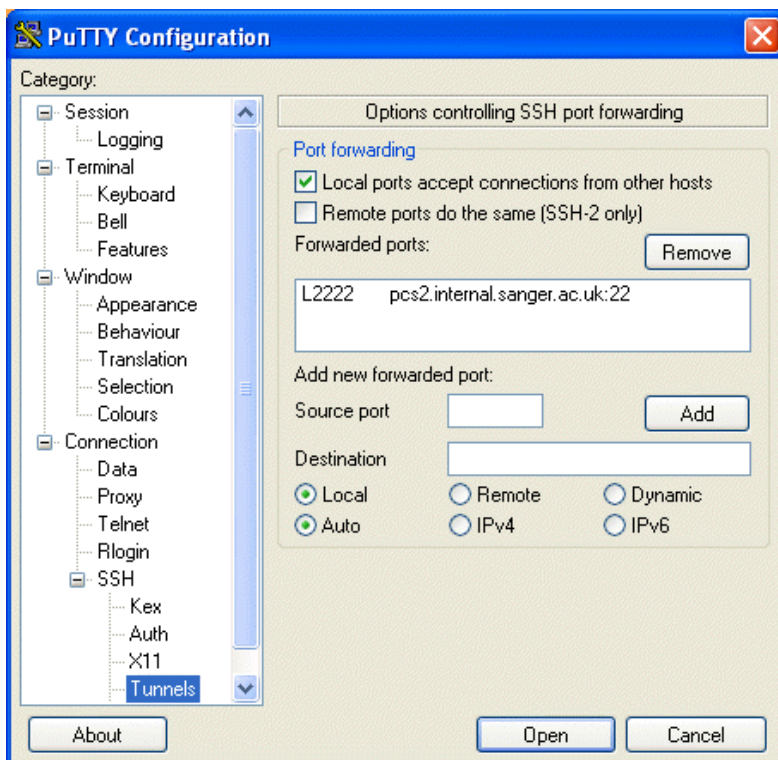 PuTTY Configuration
Category:
Session
Logging
Terminal
Keyboard
Bell
Features
Window
Appearance
Behaviour
Translation
Selection
Colours
Connection
Data
Proxy
Telnet
Rlogin
SSH
Kex
Auth
X11
Tunnels
Options controlling SSH port forwarding
Port forwarding
Local ports accept connections from other hosts
Remote ports do the same (SSH-2 only)
Forwarded ports:
Remove
L2222 pcs2.internal.sanger.ac.uk:22
Add new forwarded port:
Source port
Add
Destination
Local Remote Dynamic
Auto IPv4 IPv6
About Open Cancel